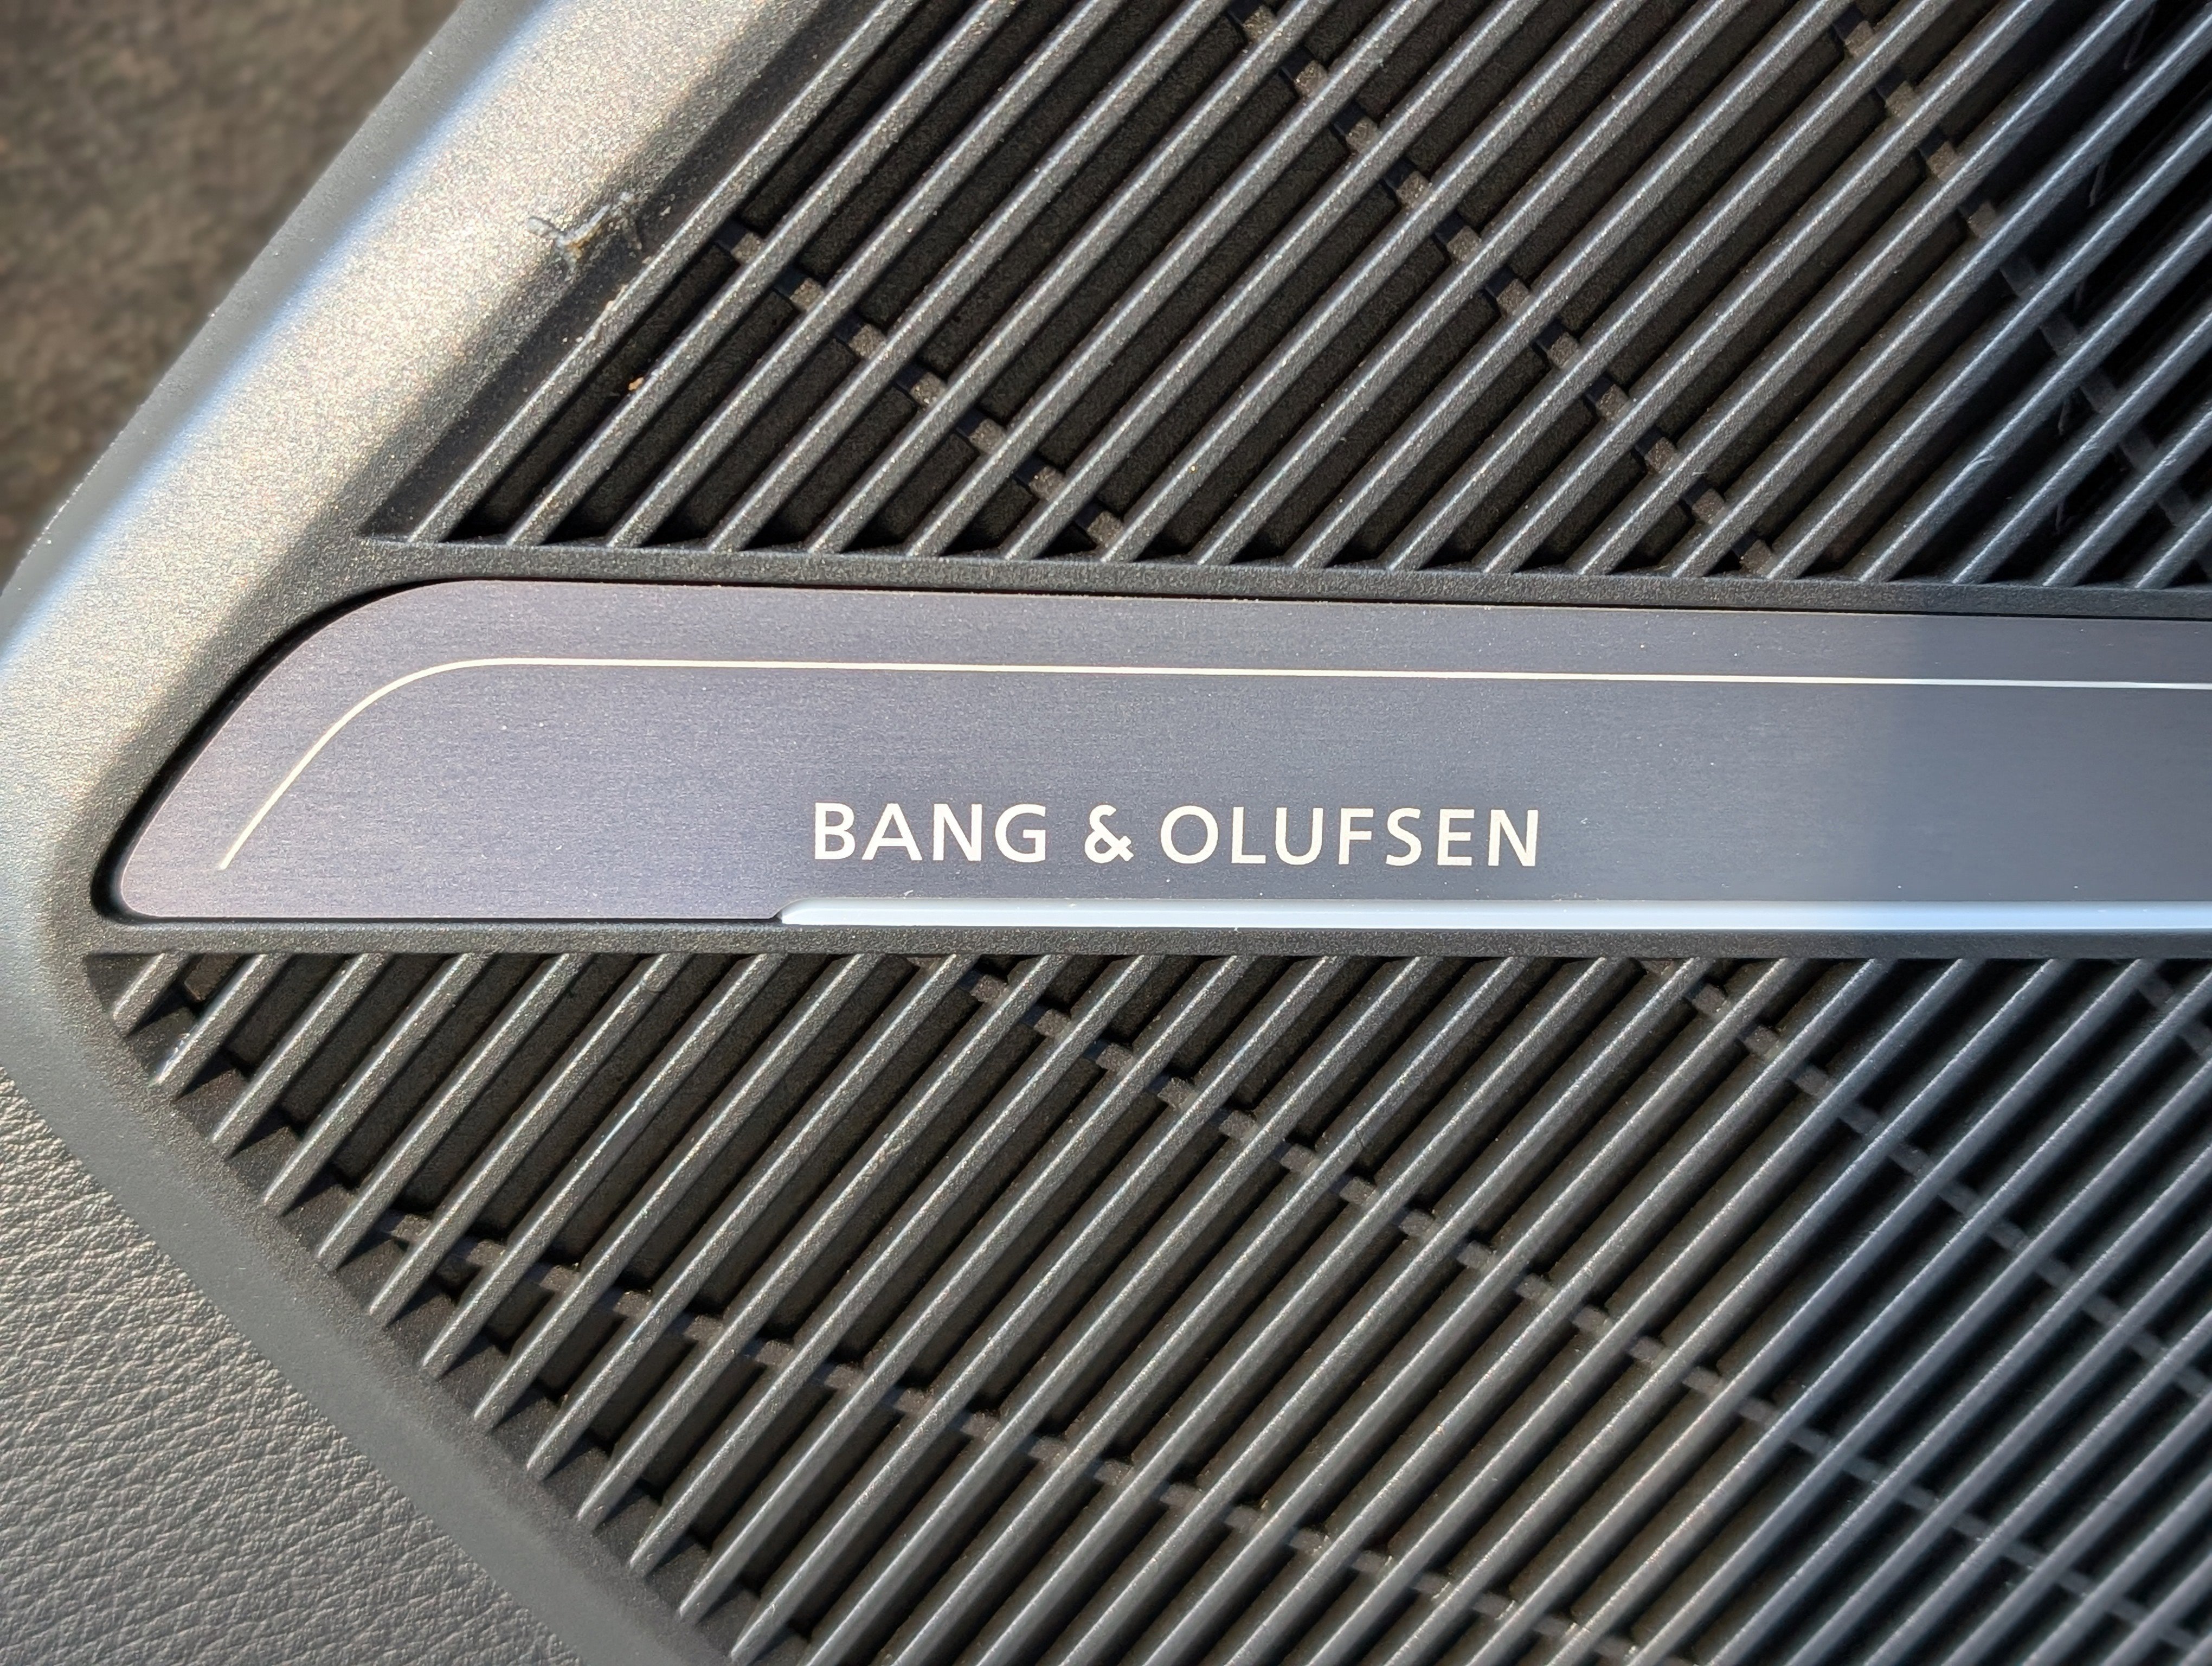 BANG & OLUFSEN